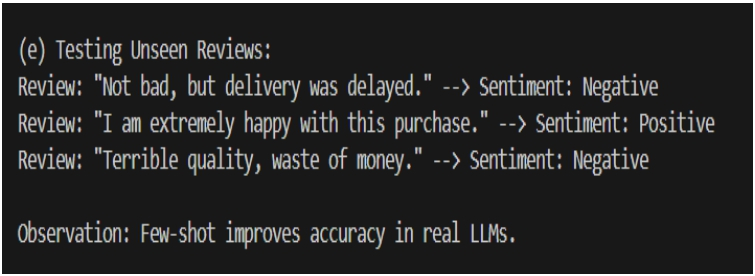 (e) Testing Unseen Reviews:
Review: "Not bad, but delivery was delayed." --> Sentiment: Negative
Review: "I am extremely happy with this purchase." --> Sentiment: Positive
Review: "Terrible quality, waste of money." --> Sentiment: Negative
Observation: Few-shot improves accuracy in real LLMs.